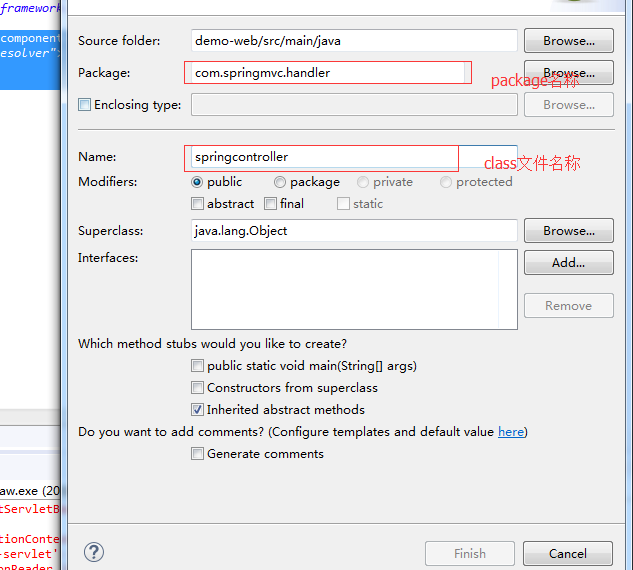 framework
component
esolver">
Source folder: demo-web/src/main/java Browse...
Package: com.springmvc.handler Browse...
package名称
Enclosing type: Browse...
Name: springcontroller
class文件名称
Modifiers: public package private protected
abstract final static
Superclass: java.lang.Object Browse...
Interfaces: Add...
Remove
Which method stubs would you like to create?
public static void main(String[] args)
Constructors from superclass
Inherited abstract methods
Do you want to add comments? (Configure templates and default value here)
Generate comments
aw.exe (20
tServletB
tionConte
-servlet'
onReader
? Finish Cancel